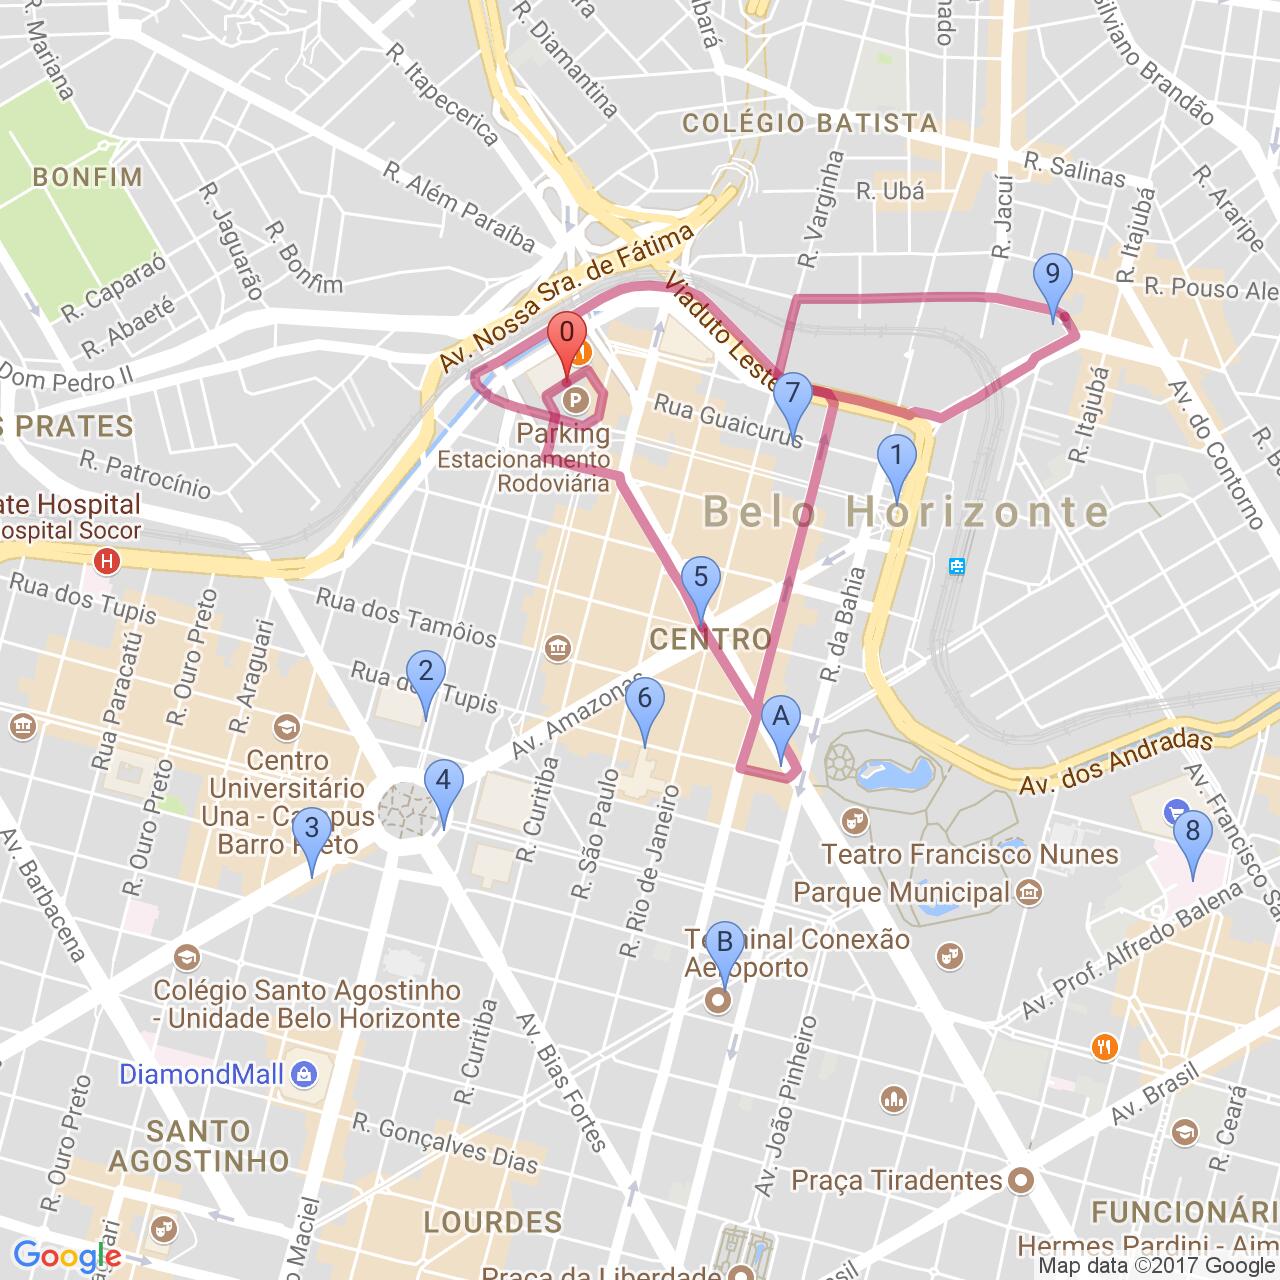 R. Mariana
R. Itapecerica
R. Diamantina
abará
mado
Silviano Brandão
COLÉGIO BATISTA
BONFIM
R. Além Paraíba
R. Varginha
R. Ubá
R. Salinas
R. Jacuí
R. Itajubá
R. Araripe
R. Jaguarão
R. Bonfim
R. Caparaó
R. Abaeté
Av. Nossa Sra. de Fátima
Viaduto Leste
R. Pouso Ale
9
0
Dom Pedro II
7
Rua Guaicurus
S PRATES
Parking
Estacionamento
Rodoviária
R. Itajubá
Av. do Contorno
R. Patrocínio
1
ate Hospital
ospital Socor
H
P
Belo Horizonte
Rua dos Tupis
R. Ouro Preto
Rua dos Tamôios
5
CENTRO
R. da Bahia
Rua Paracatú
R. Araguari
2
Rua dos Tupis
6
A
Av. Amazonas
Av. dos Andradas
Centro
Universitário
Una - Campus
Barro Preto
3
4
R. Curitiba
R. São Paulo
R. Rio de Janeiro
R. Ouro Preto
Av. Barbacena
Av. Francisco Sa
8
Teatro Francisco Nunes
Parque Municipal
Av. Prof. Alfredo Balena
B
Terminal Conexão
Aeroporto
Colégio Santo Agostinho
- Unidade Belo Horizonte
R. Curitiba
Av. Bias Fortes
Av. João Pinheiro
DiamondMall
R. Ouro Preto
SANTO
AGOSTINHO
R. Gonçalves Dias
Av. Brasil
R. Ceará
Praça Tiradentes
LOURDES
FUNCIONÁRI
Hermes Pardini - Aim
Google
aguari
o Maciel
Praça da Liberdade
Map data ©2017 Google